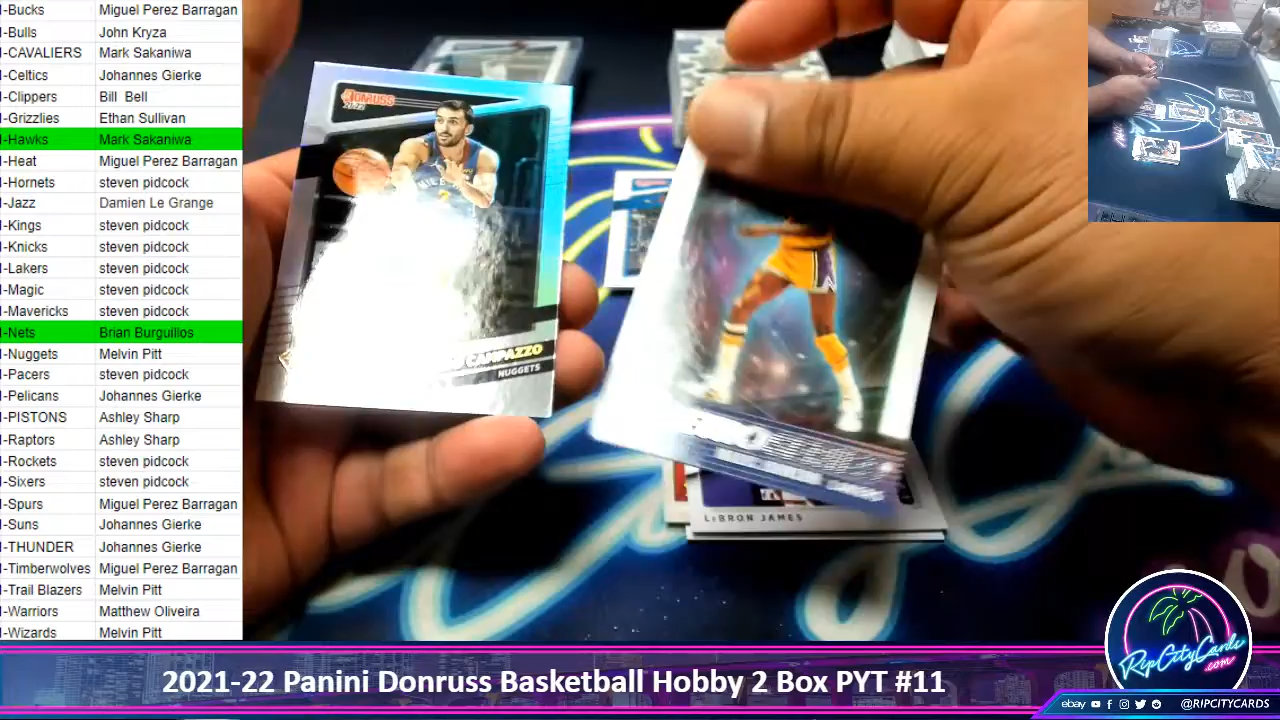 l-Bucks Miguel Perez Barragan
l-Bulls John Kryza
l-CAVALIERS Mark Sakaniwa
l-Celtics Johannes Gierke
l-Clippers Bill Bell
l-Grizzlies Ethan Sullivan
l-Hawks Mark Sakaniwa
l-Heat Miguel Perez Barragan
l-Hornets steven pidcock
l-Jazz Damien Le Grange
l-Kings steven pidcock
l-Knicks steven pidcock
l-Lakers steven pidcock
l-Magic steven pidcock
l-Mavericks steven pidcock
l-Nets Brian Burguillos
l-Nuggets Melvin Pitt
l-Pacers steven pidcock
l-Pelicans Johannes Gierke
l-PISTONS Ashley Sharp
l-Raptors Ashley Sharp
l-Rockets steven pidcock
l-Sixers steven pidcock
l-Spurs Miguel Perez Barragan
l-Suns Johannes Gierke
l-THUNDER Johannes Gierke
l-Timberwolves Miguel Perez Barragan
l-Trail Blazers Melvin Pitt
l-Warriors Matthew Oliveira
l-Wizards Melvin Pitt
DONRUSS
CAMPAZZO
NUGGETS
LeBRON JAMES
RipCityCards
.com
2021-22 Panini Donruss Basketball Hobby 2 Box PYT #11
ebay @RIPCITYCARDS